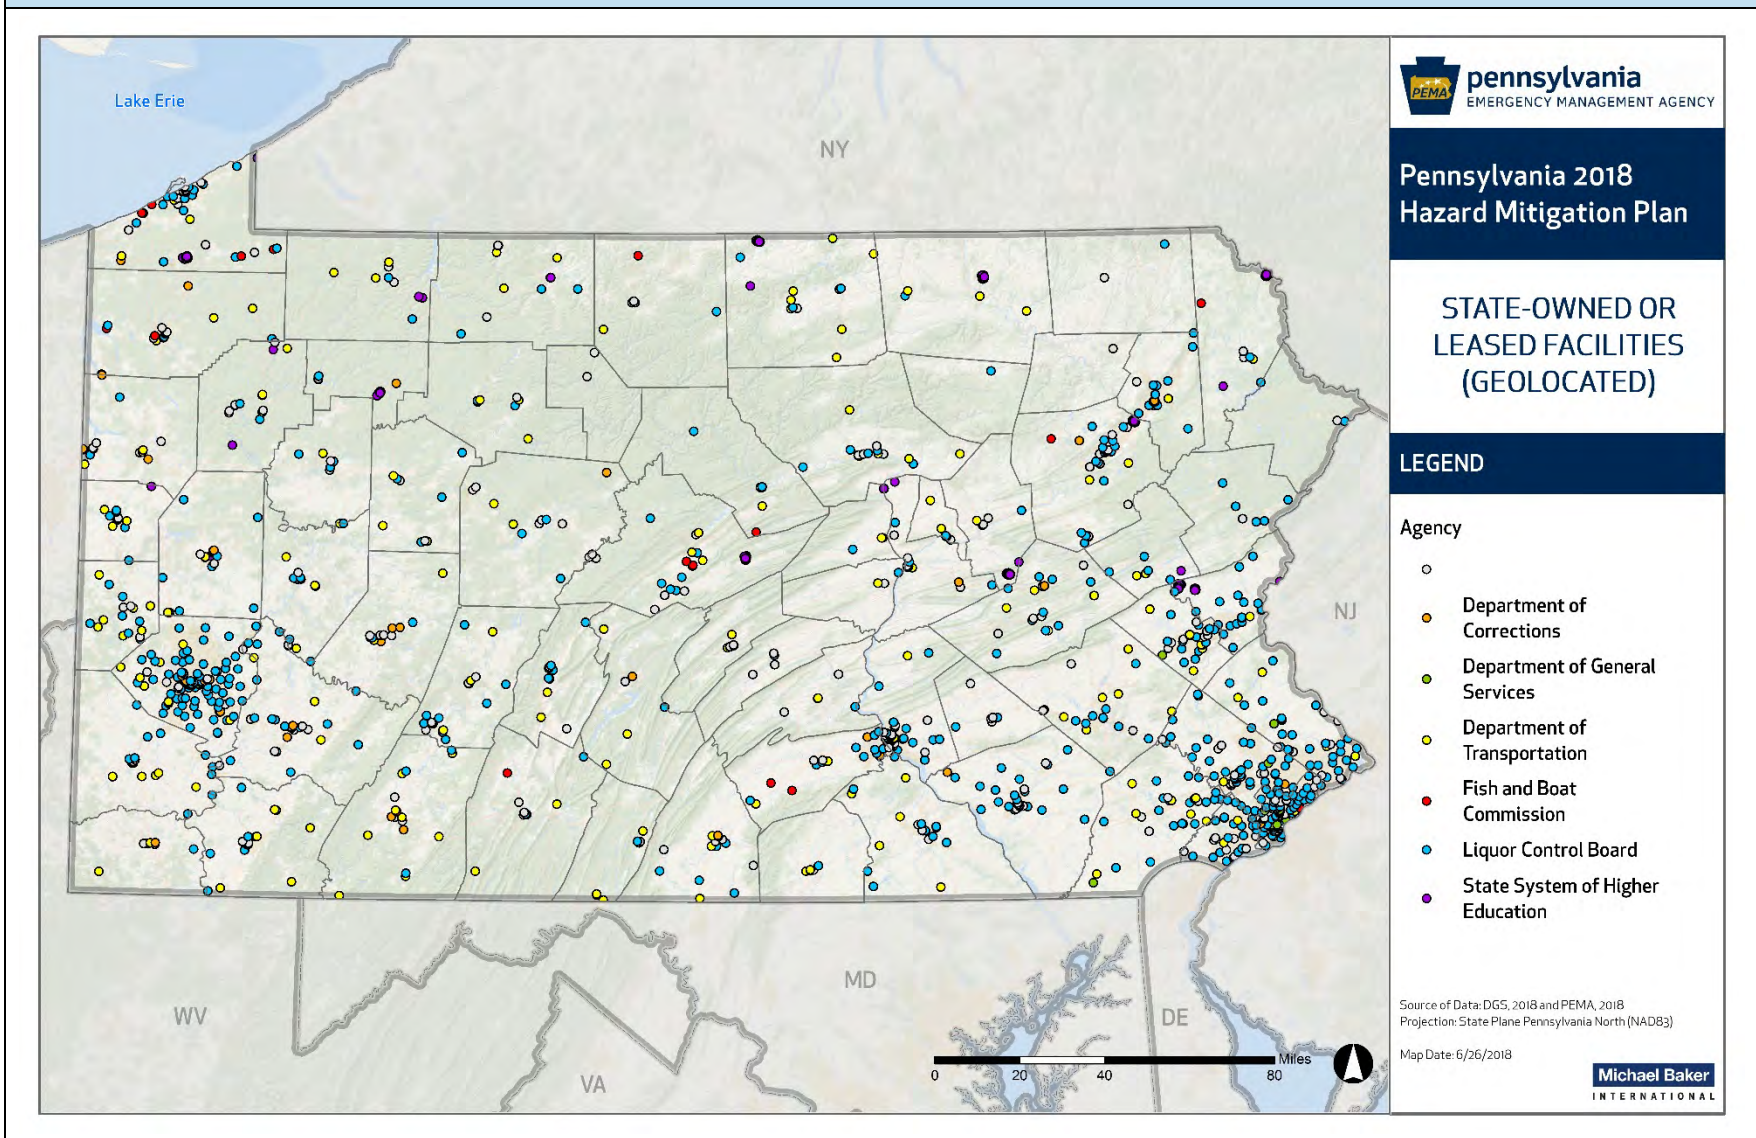 Lake Erie
NY
NJ
MD
DE
WV
VA
Miles
0 20 40 80
PEMA
pennsylvania
EMERGENCY MANAGEMENT AGENCY
Pennsylvania 2018
Hazard Mitigation Plan
STATE-OWNED OR
LEASED FACILITIES
(GEOLOCATED)
LEGEND
Agency
Department of
Corrections
Department of General
Services
Department of
Transportation
Fish and Boat
Commission
Liquor Control Board
State System of Higher
Education
Source of Data: DGS, 2018 and PEMA, 2018
Projection: State Plane Pennsylvania North (NAD83)
Map Date: 6/26/2018
Michael Baker
INTERNATIONAL